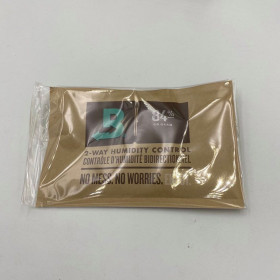 B 84%
2-WAY HUMIDITY CONTROL
CONTRÔLE D'HUMIDITÉ BIDIRECTIONNEL
NO MESS. NO WORRIES.